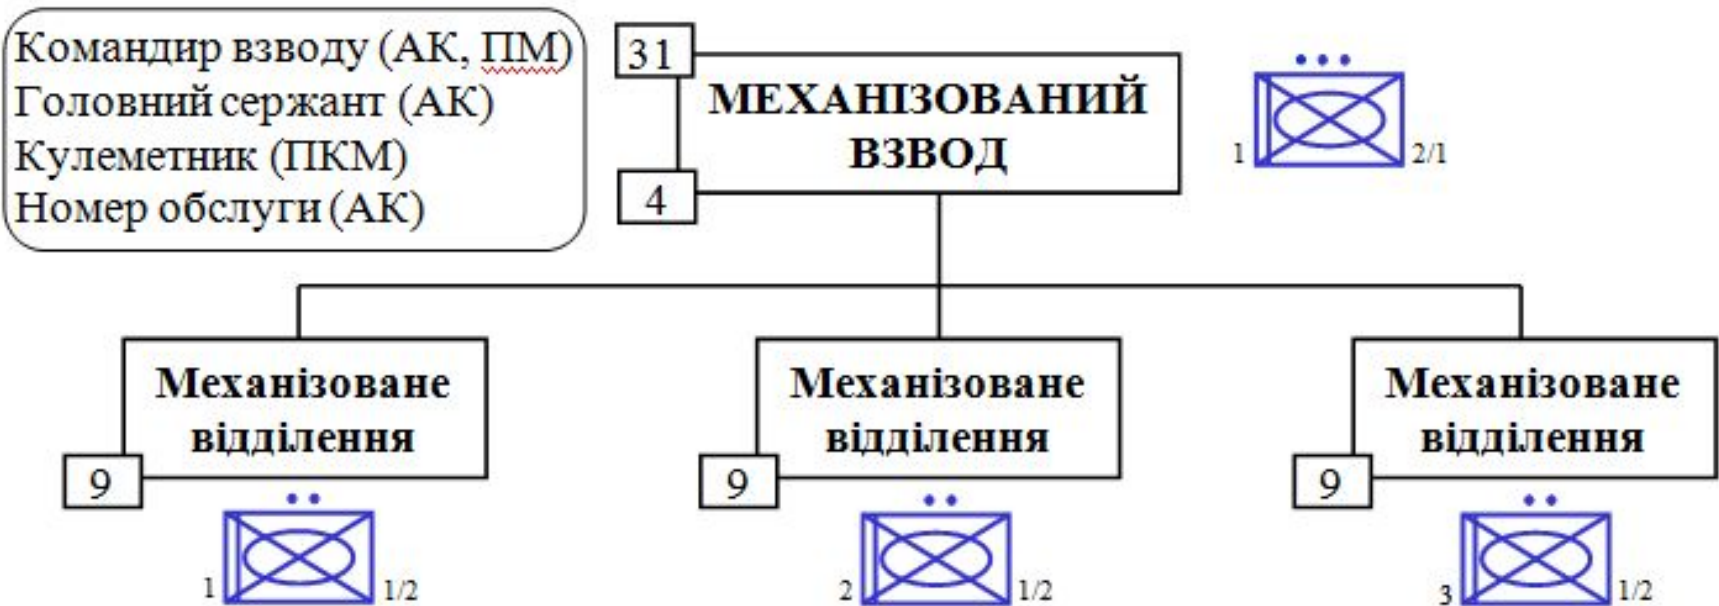 Командир взводу (АК, ПМ)
Головний сержант (АК)
Кулеметник (ПКМ)
Номер обслуги (АК)
31
МЕХАНІЗОВАНИЙ
ВЗВОД
4
1
2/1
Механізоване
відділення
9
1
1/2
Механізоване
відділення
9
2
1/2
Механізоване
відділення
9
3
1/2